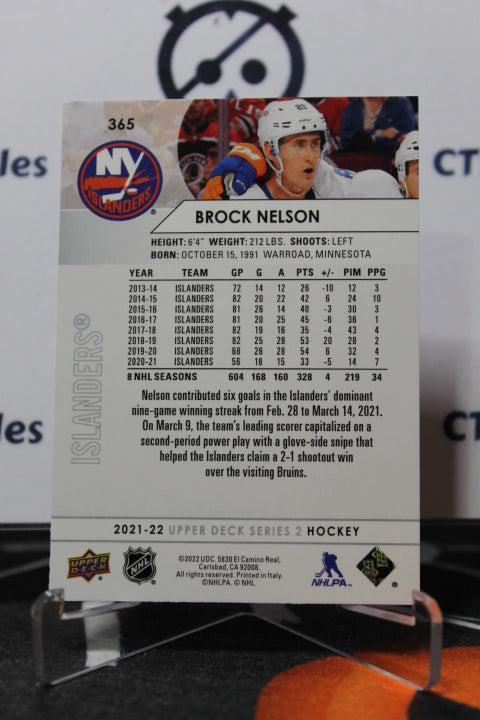 365
NY
ISLANDERS
BROCK NELSON
HEIGHT: 6'4" WEIGHT: 212 LBS. SHOOTS: LEFT
BORN: OCTOBER 15, 1991 WARROAD, MINNESOTA
YEAR TEAM GP G A PTS +/- PIM PPG
2013-14 ISLANDERS 72 14 12 26 -10 12 3
2014-15 ISLANDERS 82 20 22 42 6 24 10
2015-16 ISLANDERS 81 26 14 40 -3 30 3
2016-17 ISLANDERS 81 20 25 45 -6 36 1
2017-18 ISLANDERS 82 19 16 35 -4 43 4
2018-19 ISLANDERS 82 25 28 53 20 28 2
2019-20 ISLANDERS 68 26 28 54 6 32 4
2020-21 ISLANDERS 56 18 15 33 -5 14 7
8 NHL SEASONS 604 168 160 328 4 219 34
ISLANDERS®
Nelson contributed six goals in the Islanders' dominant
nine-game winning streak from Feb. 28 to March 14, 2021.
On March 9, the team's leading scorer capitalized on a
second-period power play with a glove-side snipe that
helped the Islanders claim a 2-1 shootout win
over the visiting Bruins.
2021-22 UPPER DECK SERIES 2 HOCKEY
UPPER DECK
NHL
©2022 UDC. 5830 El Camino Real,
Carlsbad, CA 92008.
All rights reserved. Printed in Italy.
©NHLPA. © NHL.
NHLPA
CT
les
CT